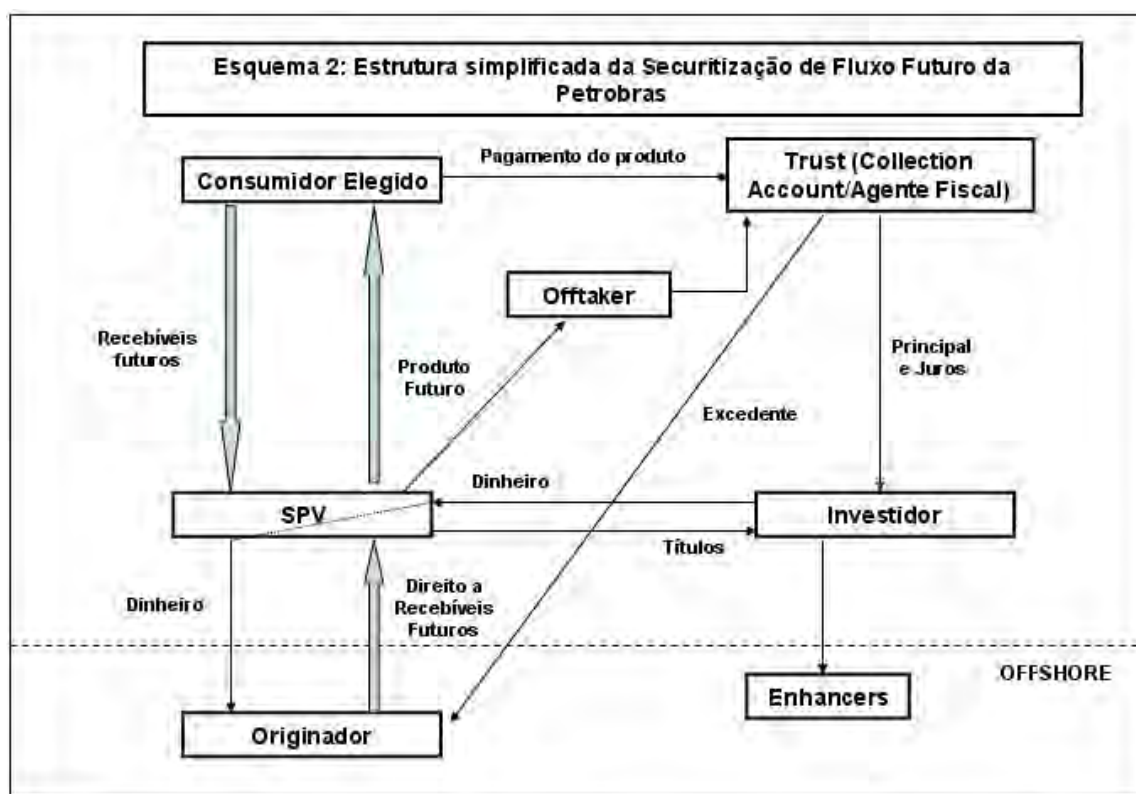 Esquema 2: Estrutura simplificada da Securitização de Fluxo Futuro da
Petrobras
Consumidor Elegido
Pagamento do produto
Trust (Collection
Account/Agente Fiscal)
Offtaker
Recebíveis
futuros
Produto
Futuro
Principal
e Juros
Excedente
SPV
Dinheiro
Investidor
Títulos
Dinheiro
Direito a
Recebíveis
Futuros
OFFSHORE
Enhancers
Originador